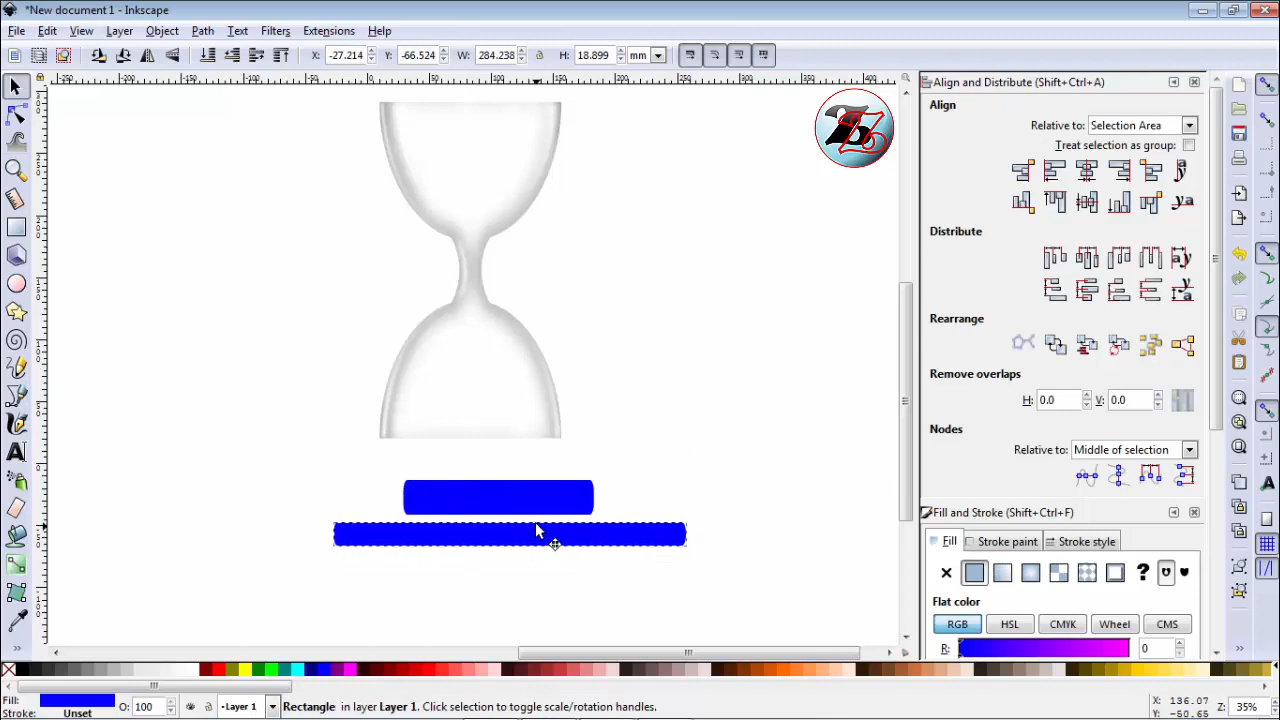 *New document 1 - Inkscape
File Edit View Layer Object Path Text Filters Extensions Help
X: -27.214 Y: -66.524 W: 284.238 H: 18.899 mm
Align and Distribute (Shift+Ctrl+A)
Align
Relative to: Selection Area
Treat selection as group:
Distribute
Rearrange
Remove overlaps
H: 0.0 V: 0.0
Nodes
Relative to: Middle of selection
Fill and Stroke (Shift+Ctrl+F)
Fill Stroke paint Stroke style
Flat color
RGB HSL CMYK Wheel CMS
R: 0
Fill:
Stroke: Unset
O: 100
Layer 1
Rectangle in layer Layer 1. Click selection to toggle scale/rotation handles.
X: 136.07
Y: -50.65
Z: 35%